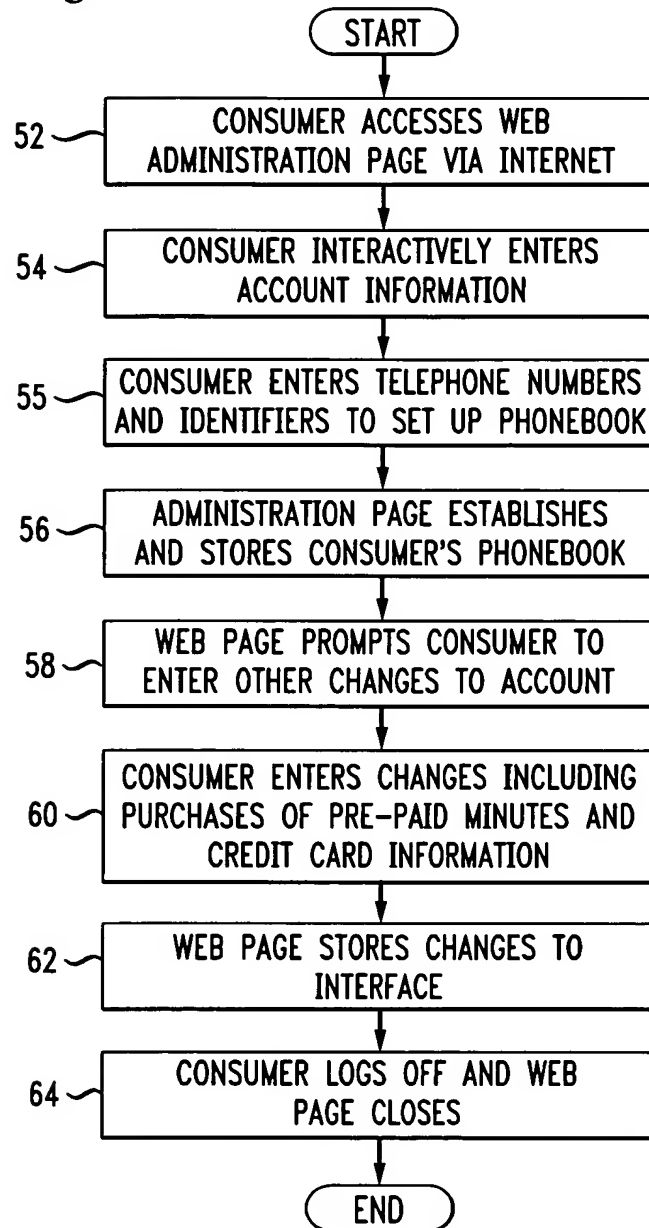 START
52
CONSUMER ACCESSES WEB
ADMINISTRATION PAGE VIA INTERNET
54
CONSUMER INTERACTIVELY ENTERS
ACCOUNT INFORMATION
55
CONSUMER ENTERS TELEPHONE NUMBERS
AND IDENTIFIERS TO SET UP PHONEBOOK
56
ADMINISTRATION PAGE ESTABLISHES
AND STORES CONSUMER'S PHONEBOOK
58
WEB PAGE PROMPTS CONSUMER TO
ENTER OTHER CHANGES TO ACCOUNT
60
CONSUMER ENTERS CHANGES INCLUDING
PURCHASES OF PRE-PAID MINUTES AND
CREDIT CARD INFORMATION
62
WEB PAGE STORES CHANGES TO
INTERFACE
64
CONSUMER LOGS OFF AND WEB
PAGE CLOSES
END